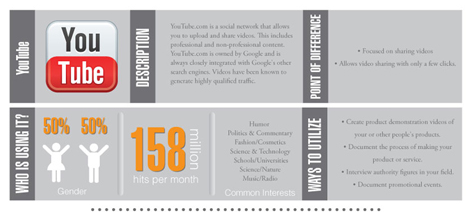 YouTube
You
Tube
DESCRIPTION
YouTube.com is a social network that allows
you to upload and share videos. This includes
professional and non-professional content.
YouTube.com is owned by Google and is
always closely integrated with Google's other
search engines. Videos have been known to
generate highly qualified traffic.
POINT OF DIFFERENCE
• Focused on sharing videos
• Allows video sharing with only a few clicks.
WHO IS USING IT?
50% 50%
Gender
158
million
hits per month
Humor
Politics & Commentary
Fashion/Cosmetics
Science & Technology
Schools/Universities
Science/Nature
Music/Radio
Common Interests
WAYS TO UTILIZE
• Create product demonstration videos of
your or other people's products.
• Document the process of making your
product or service.
• Interview authority figures in your field.
• Document promotional events.